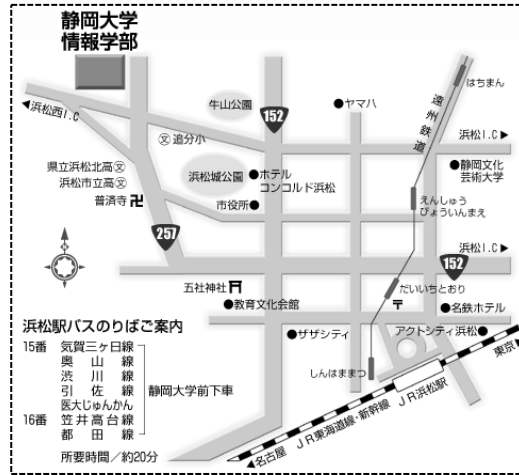 静岡大学
情報学部
浜松西I.C
牛山公園
152
ヤマハ
はちまん
遠州鉄道
文 追分小
浜松I.C
県立浜松北高 文
浜松市立高 文
普済寺 卍
浜松城公園
ホテル
コンコルド浜松
市役所
静岡文化
芸術大学
えんしゅう
びょういんまえ
257
浜松I.C
152
五社神社
教育文化会館
だいいちとおり
〒
名鉄ホテル
ザザシティ
アクトシティ浜松
東京
しんはままつ
JR浜松駅
JR東海道線・新幹線
名古屋
浜松駅バスのりばご案内
15番 気賀三ヶ日線
奥山線
渋川線
引佐線
医大じゅんかん
16番 笠井高台線
都田線
静岡大学前下車
所要時間/約20分